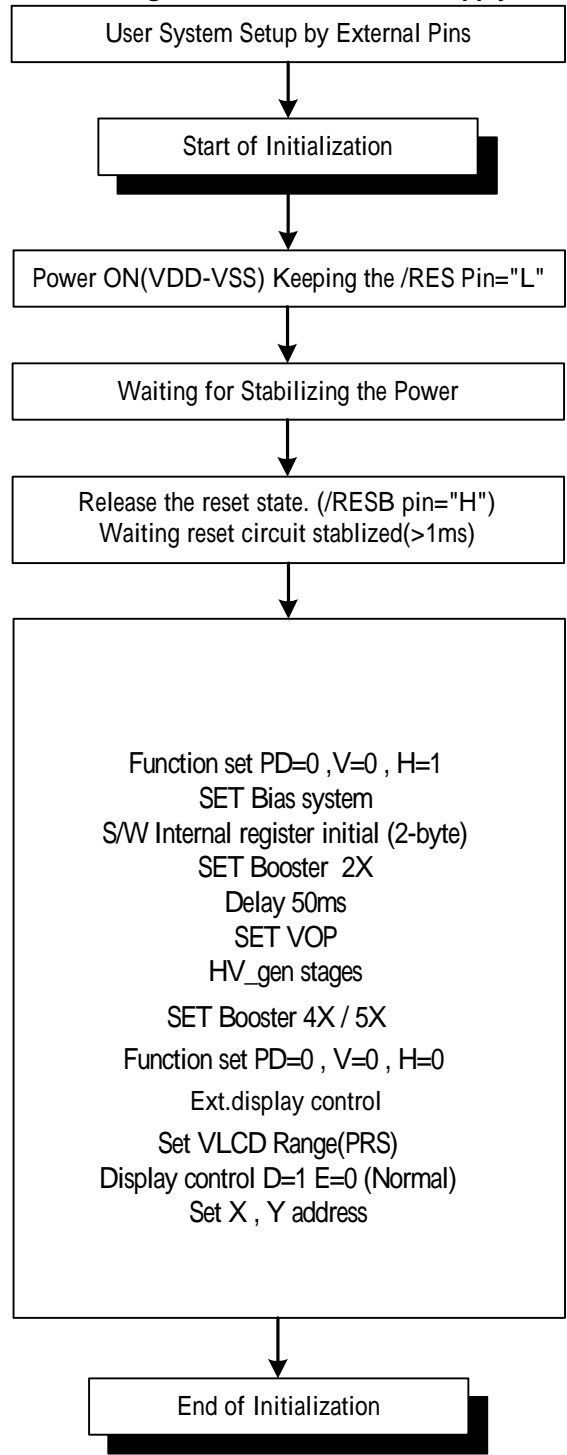 User System Setup by External Pins
Start of Initialization
Power ON(VDD-VSS) Keeping the /RES Pin="L"
Waiting for Stabilizing the Power
Release the reset state. (/RESB pin="H")
Waiting reset circuit stablized(>1ms)
Function set PD=0 ,V=0 , H=1
SET Bias system
S/W Internal register initial (2-byte)
SET Booster 2X
Delay 50ms
SET VOP
HV_gen stages
SET Booster 4X / 5X
Function set PD=0 , V=0 , H=0
Ext.display control
Set VLCD Range(PRS)
Display control D=1 E=0 (Normal)
Set X , Y address
End of Initialization